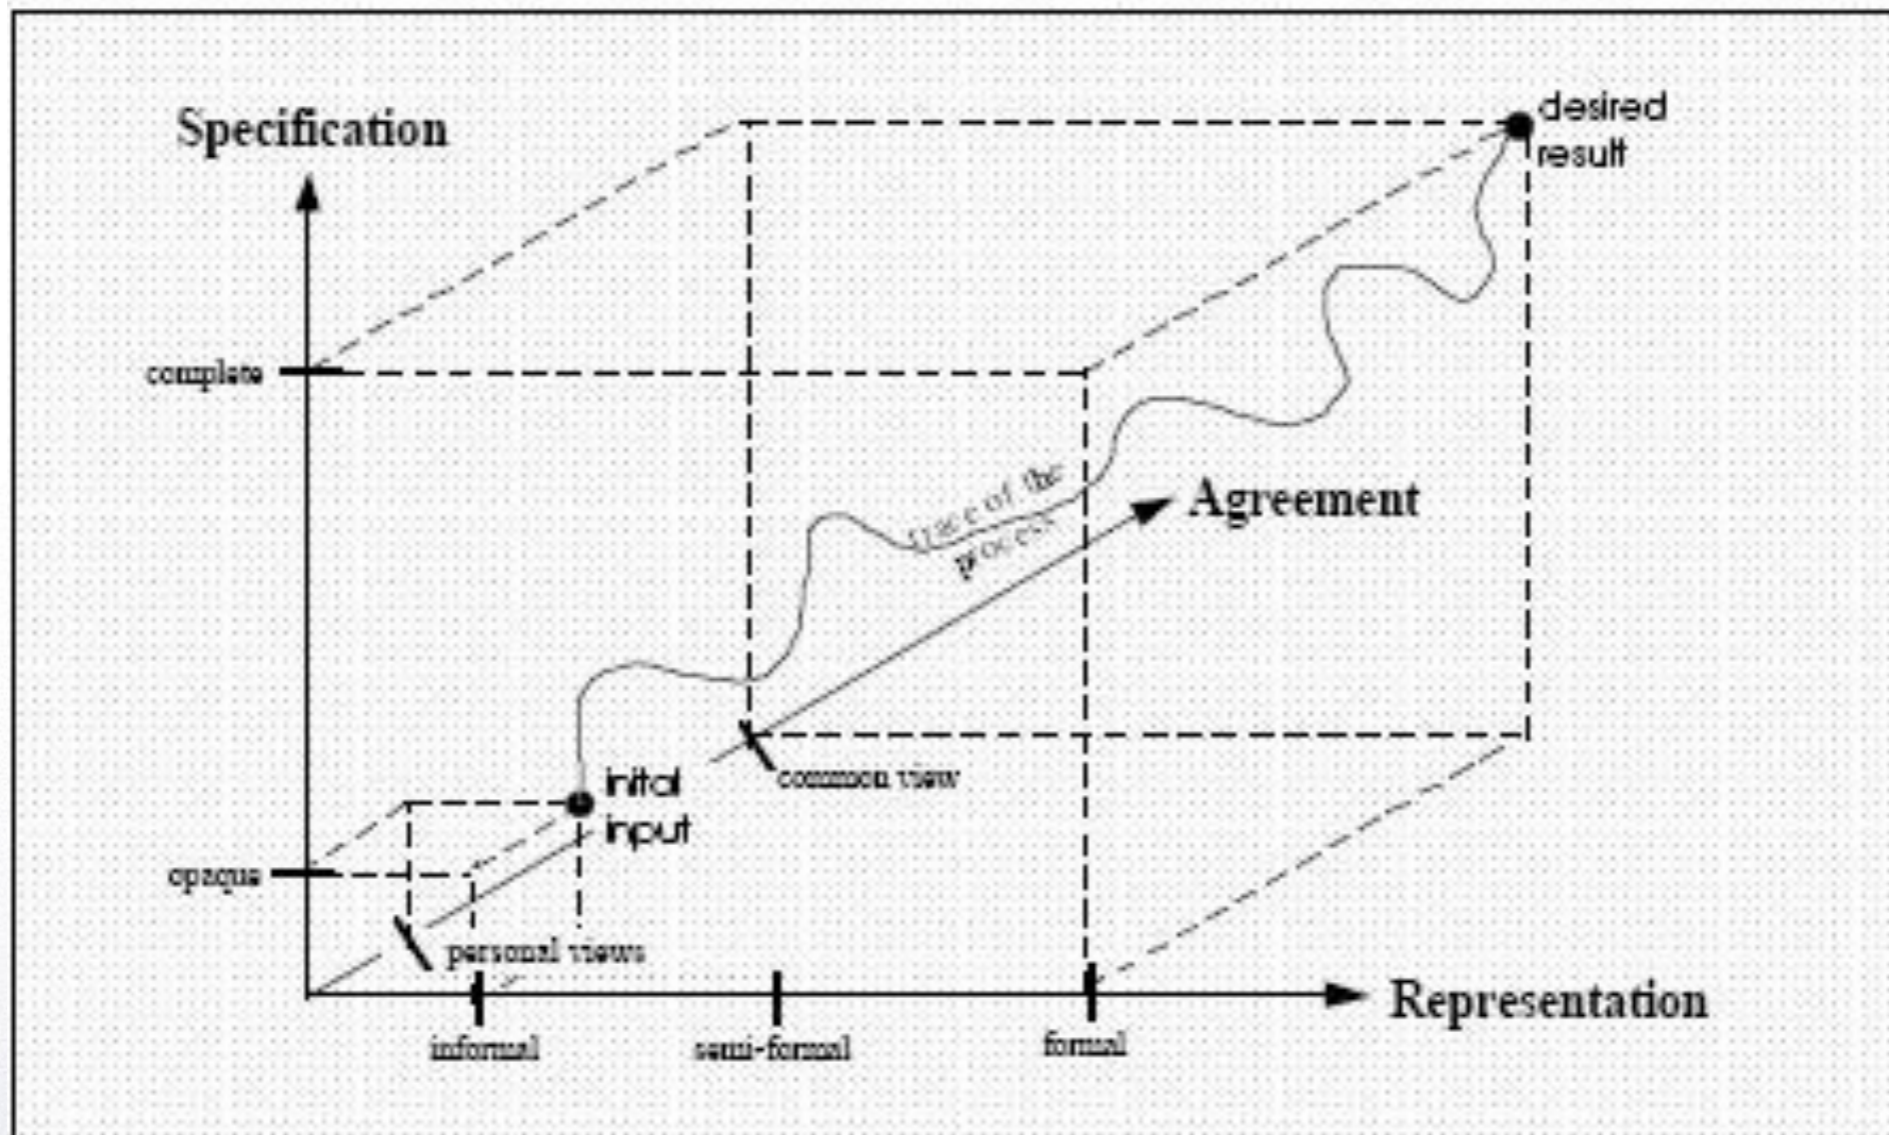 desired
result
Specification
complete
trace of the
process
Agreement
inital
input
common view
opaque
personal views
Representation
informal
semi-formal
formal